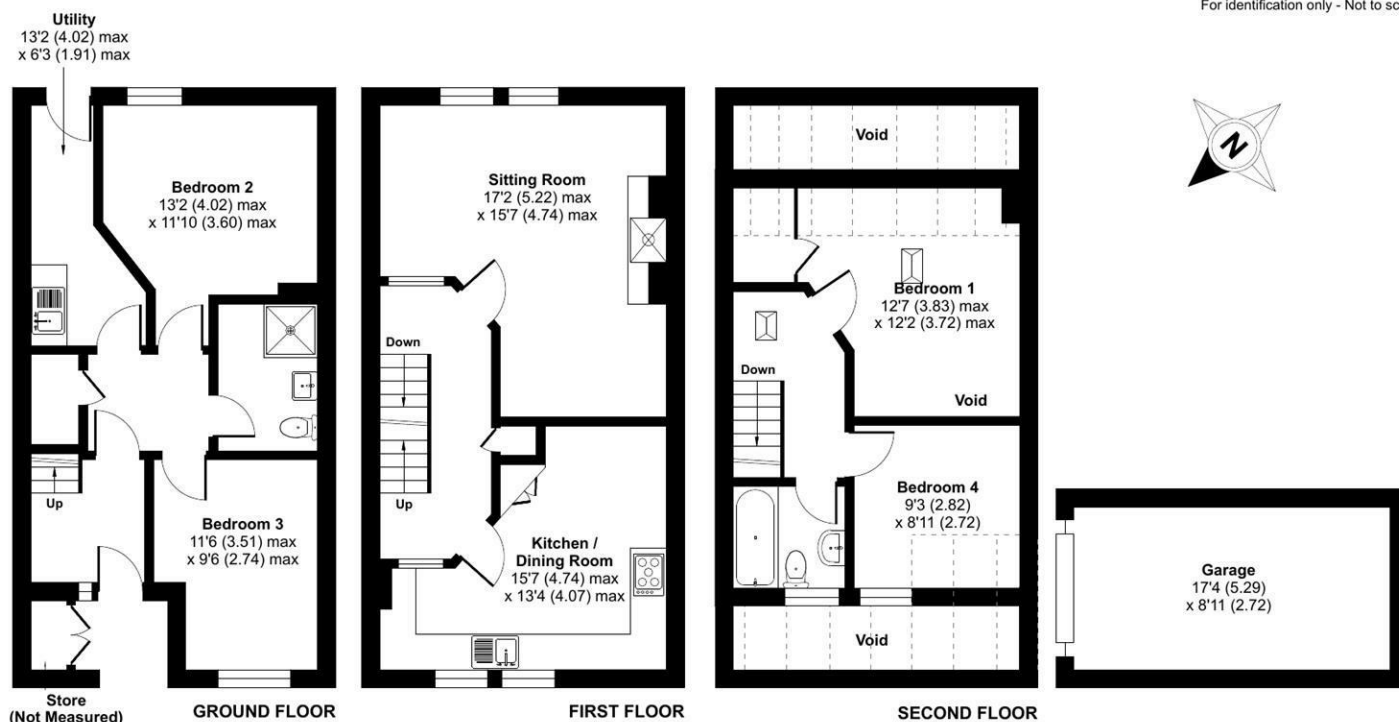 For identification only - Not to sc
Utility
13'2 (4.02) max
x 6'3 (1.91) max
Bedroom 2
13'2 (4.02) max
x 11'10 (3.60) max
Up
Bedroom 3
11'6 (3.51) max
x 9'6 (2.74) max
Store
(Not Measured)
GROUND FLOOR
Sitting Room
17'2 (5.22) max
x 15'7 (4.74) max
Down
Up
Kitchen /
Dining Room
15'7 (4.74) max
x 13'4 (4.07) max
FIRST FLOOR
Void
Bedroom 1
12'7 (3.83) max
x 12'2 (3.72) max
Down
Void
Bedroom 4
9'3 (2.82)
x 8'11 (2.72)
Void
SECOND FLOOR
N
Garage
17'4 (5.29)
x 8'11 (2.72)